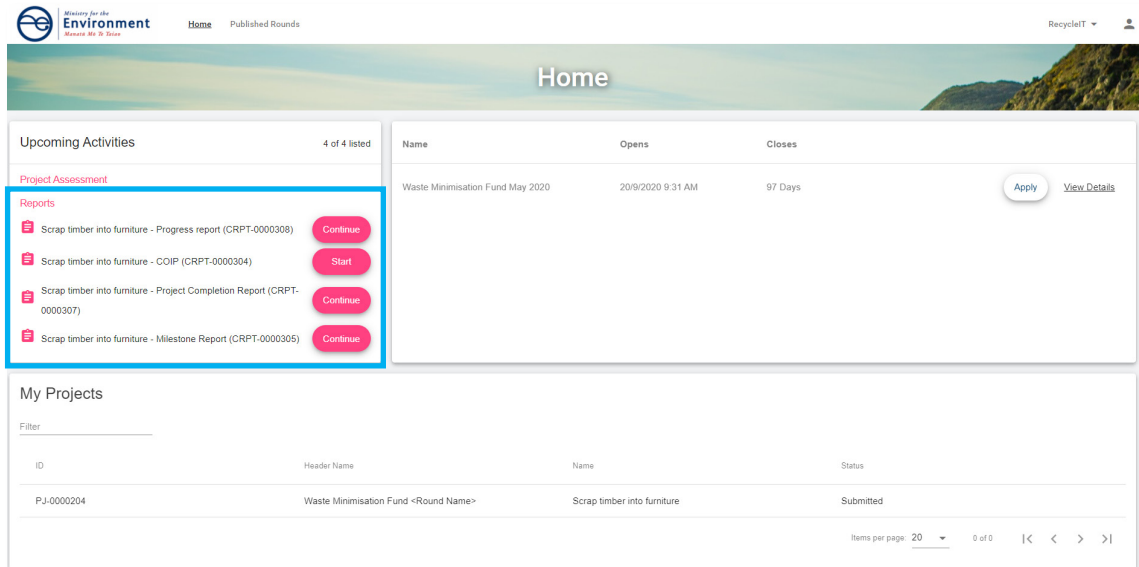 Ministry for the
Environment
Manatū Mō Te Taiao
Home
Published Rounds
RecycleIT
Home
Upcoming Activities
4 of 4 listed
Project Assessment
Reports
Scrap timber into furniture - Progress report (CRPT-0000308)
Continue
Scrap timber into furniture - COIP (CRPT-0000304)
Start
Scrap timber into furniture - Project Completion Report (CRPT-
0000307)
Continue
Scrap timber into furniture - Milestone Report (CRPT-0000305)
Continue
Name Opens Closes
Waste Minimisation Fund May 2020 20/9/2020 9:31 AM 97 Days Apply View Details
My Projects
Filter
ID Header Name Name Status
PJ-0000204 Waste Minimisation Fund <Round Name> Scrap timber into furniture Submitted
Items per page: 20 0 of 0